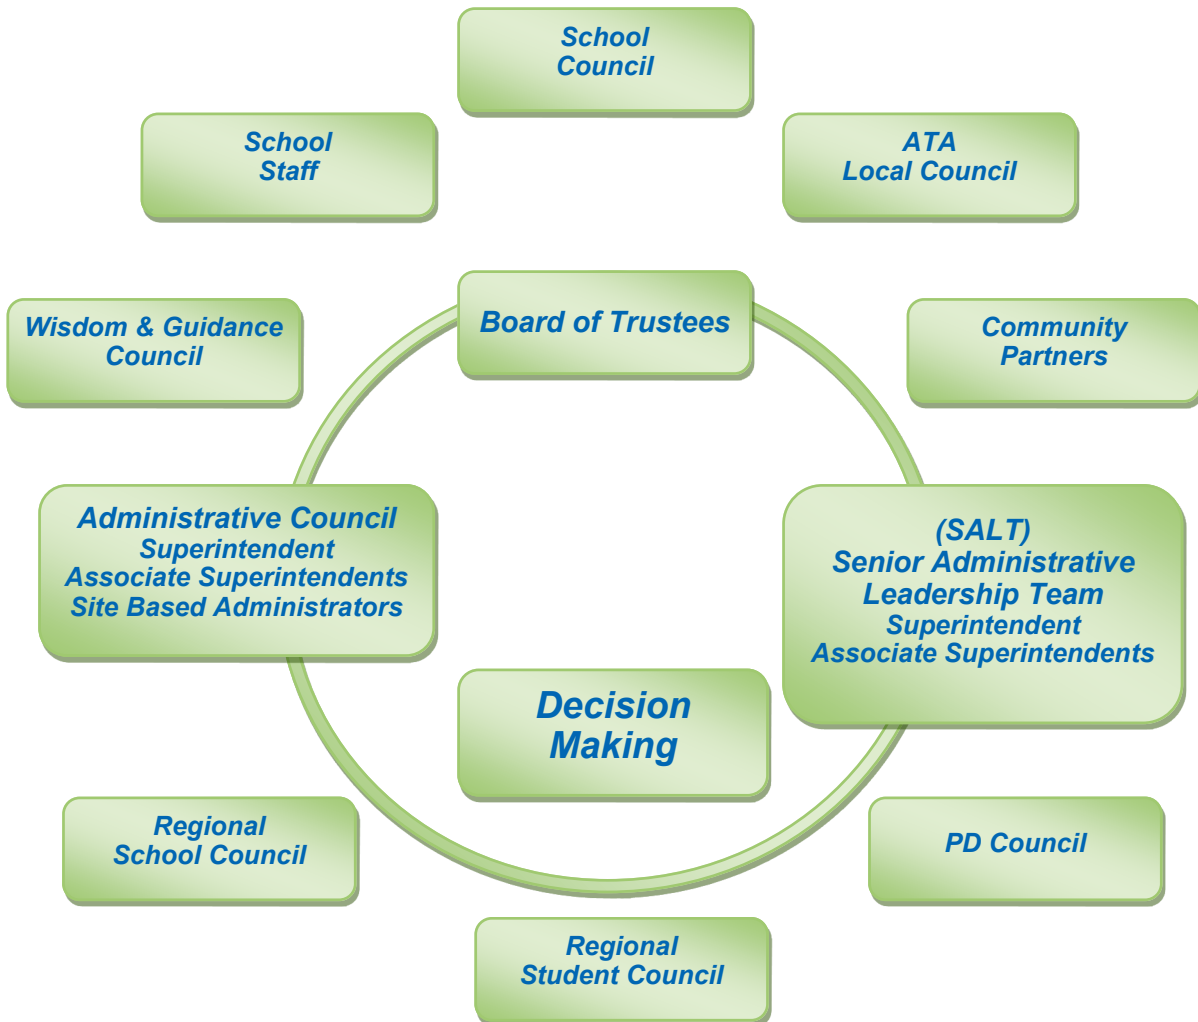 School
Council
School
Staff
ATA
Local Council
Wisdom & Guidance
Council
Board of Trustees
Community
Partners
Administrative Council
Superintendent
Associate Superintendents
Site Based Administrators
(SALT)
Senior Administrative
Leadership Team
Superintendent
Associate Superintendents
Decision
Making
Regional
School Council
PD Council
Regional
Student Council